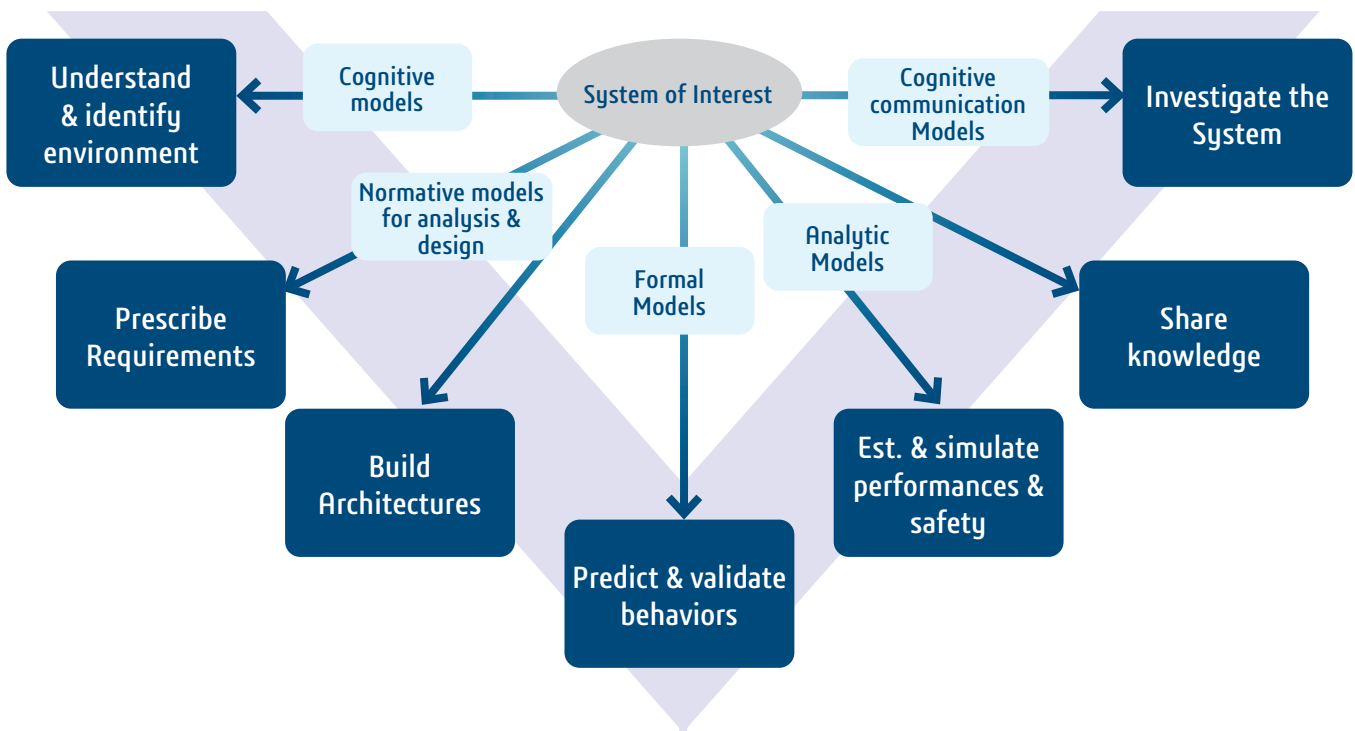 Understand
& identify
environment
Cognitive
models
System of Interest
Cognitive
communication
Models
Investigate the
System
Normative models
for analysis &
design
Analytic
Models
Formal
Models
Prescribe
Requirements
Share
knowledge
Build
Architectures
Est. & simulate
performances &
safety
Predict & validate
behaviors